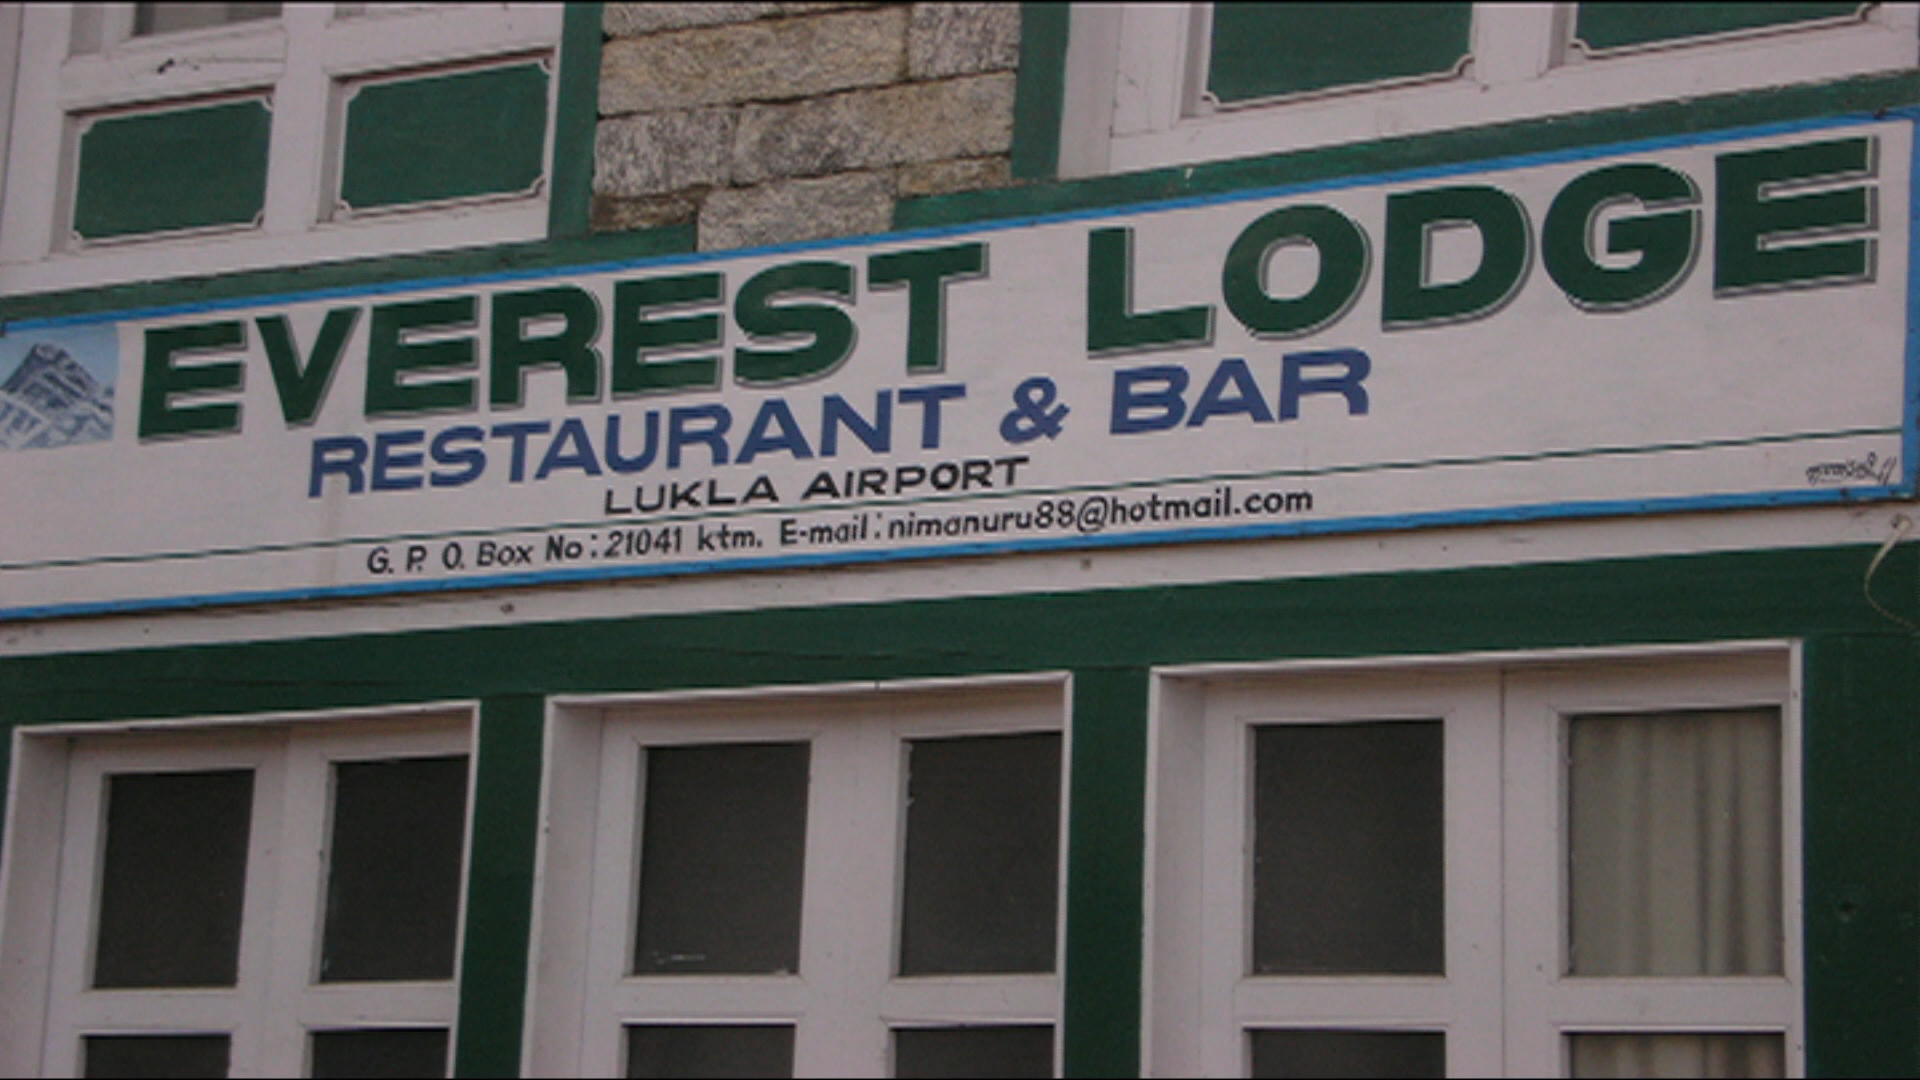 EVEREST LODGE
RESTAURANT & BAR
LUKLA AIRPORT
G. P. O. Box No : 21041 ktm. E-mail : nimanuru88@hotmail.com